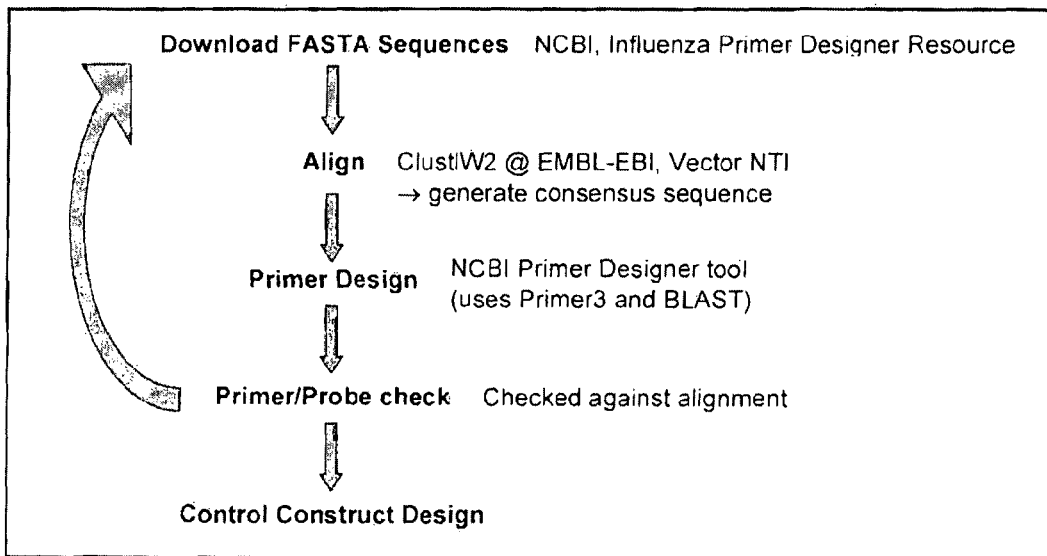 Download FASTA Sequences NCBI, Influenza Primer Designer Resource
Align ClustlW2 @ EMBL-EBI, Vector NTI
→ generate consensus sequence
Primer Design NCBI Primer Designer tool
(uses Primer3 and BLAST)
Primer/Probe check Checked against alignment
Control Construct Design